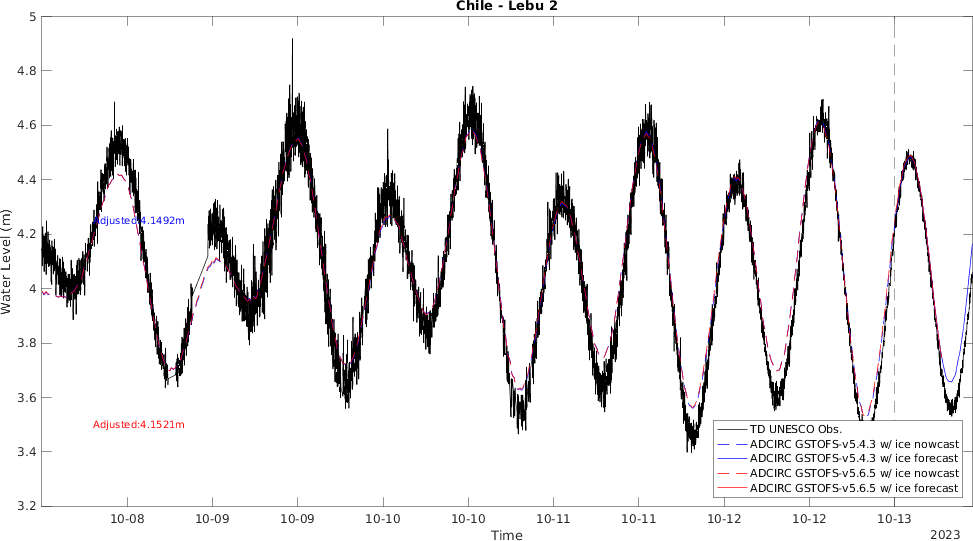 Chile - Lebu 2
5
4.8
4.6
4.4
4.2
4
3.8
3.6
3.4
3.2
Water Level (m)
Adjusted:4.1492m
Adjusted:4.1521m
TD UNESCO Obs.
ADCIRC GSTOFS-v5.4.3 w/ ice nowcast
ADCIRC GSTOFS-v5.4.3 w/ ice forecast
ADCIRC GSTOFS-v5.6.5 w/ ice nowcast
ADCIRC GSTOFS-v5.6.5 w/ ice forecast
10-08 10-09 10-09 10-10 10-10 10-11 10-11 10-12 10-12 10-13
Time
2023